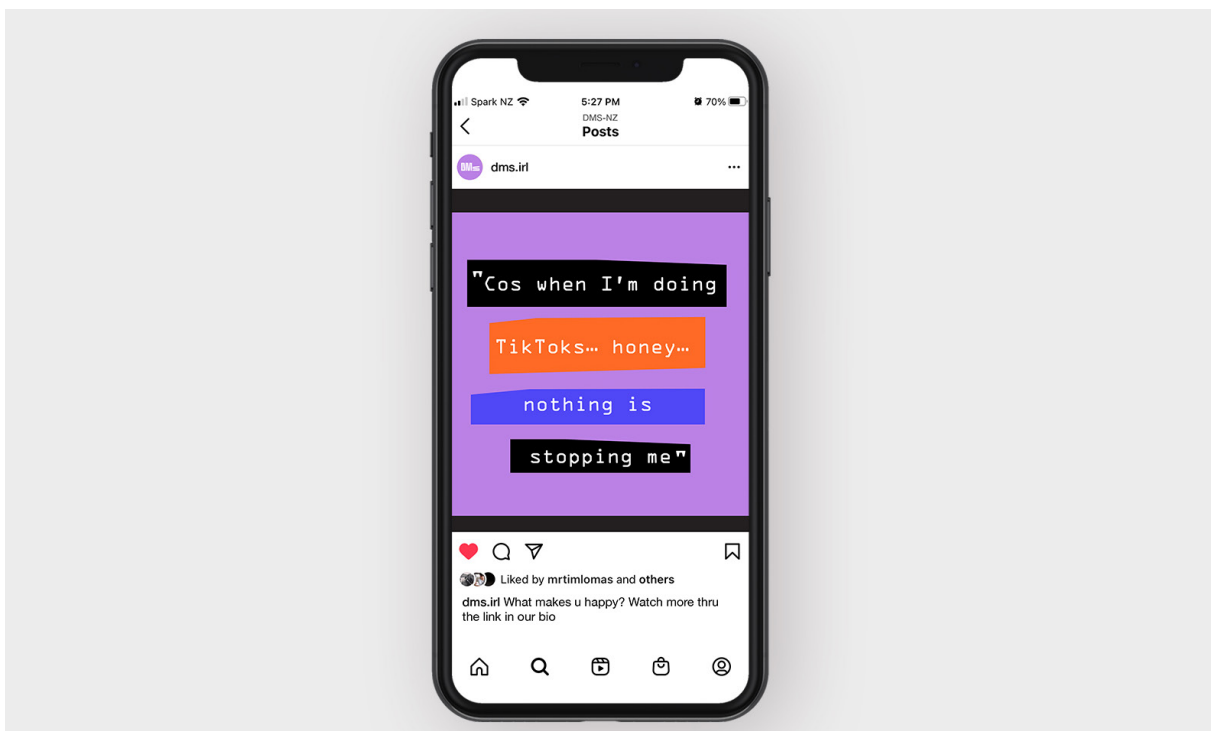 Spark NZ 5:27 PM 70%
DMS-NZ
Posts
dms.irl
"Cos when I'm doing
TikToks… honey…
nothing is
stopping me"
Liked by mrtimlomas and others
dms.irl What makes u happy? Watch more thru
the link in our bio